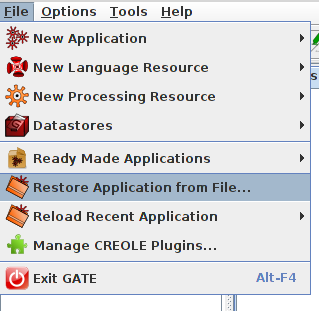 File Options Tools Help
New Application
New Language Resource
New Processing Resource
Datastores
Ready Made Applications
Restore Application from File...
Reload Recent Application
Manage CREOLE Plugins...
Exit GATE Alt-F4